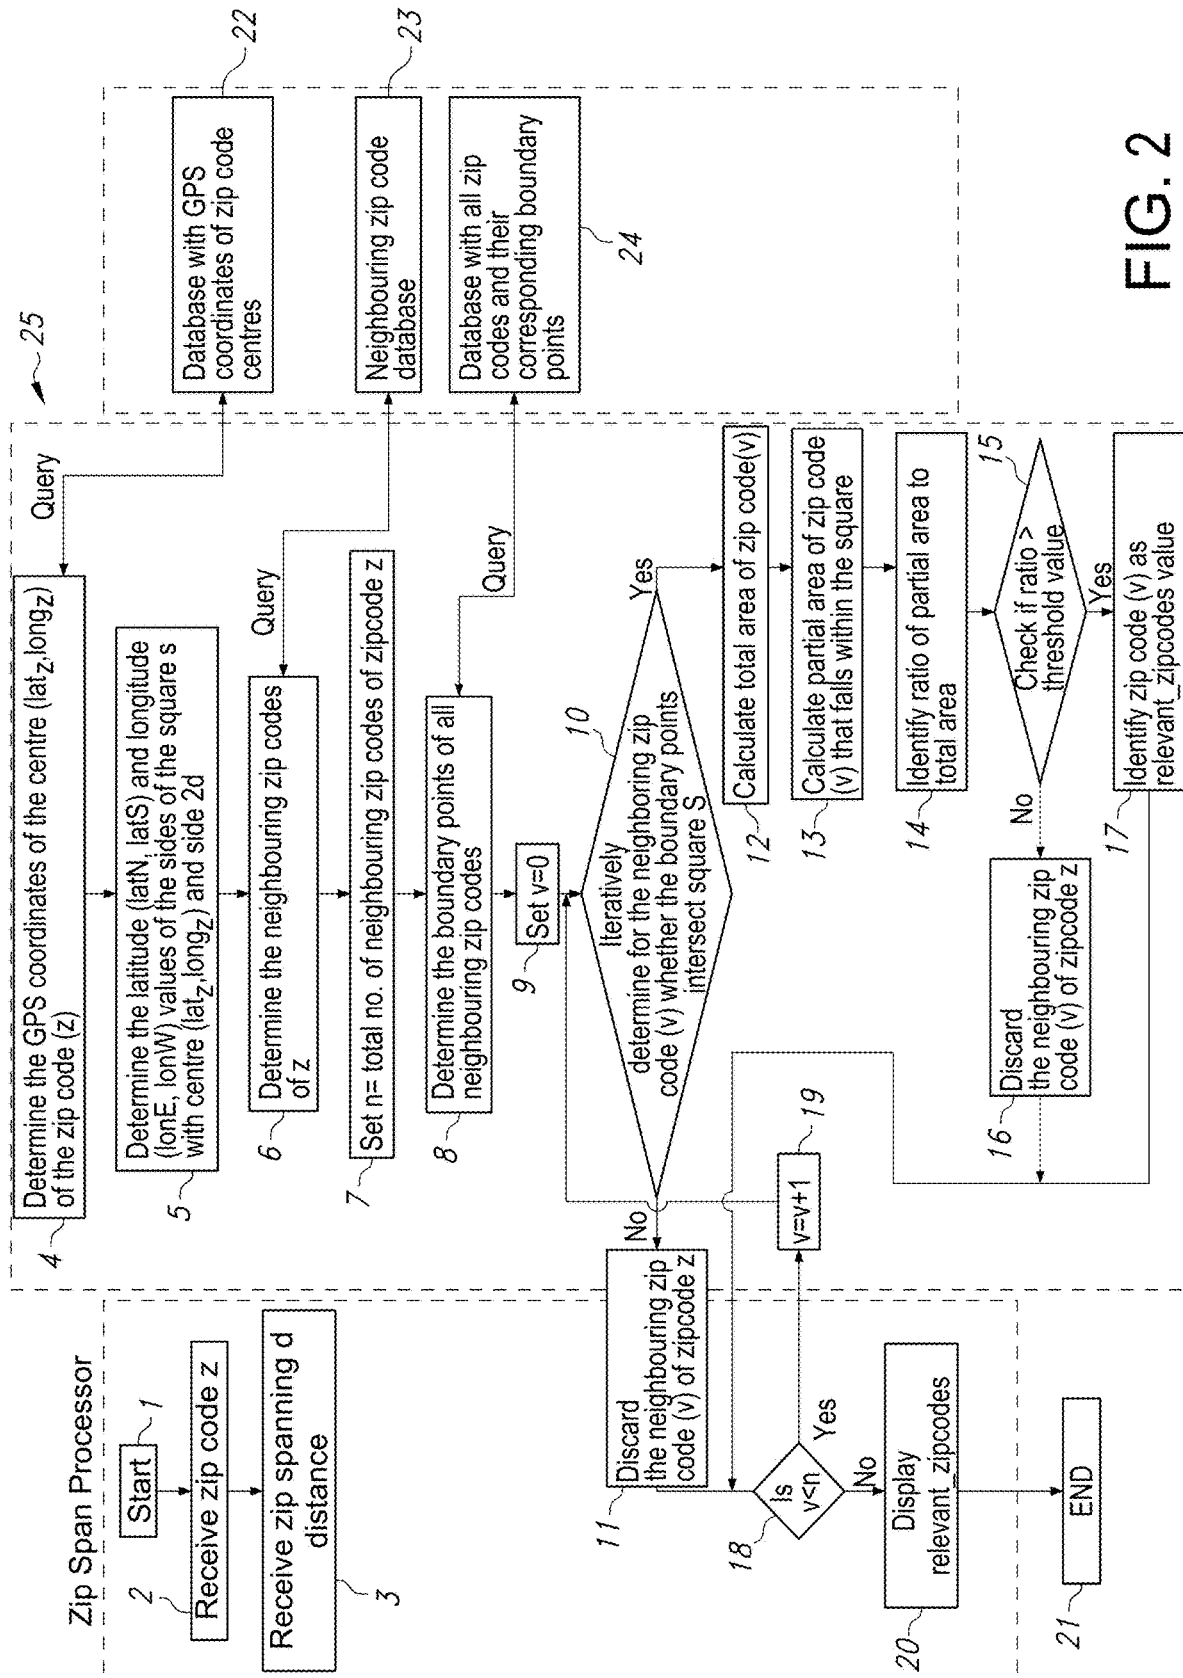 Zip Span Processor
Start
1
Receive zip code z
2
Receive zip spanning d
distance
3
25
Determine the GPS coordinates of the centre (lat z, long z)
of the zip code (z)
4
Query
Database with GPS
coordinates of zip code
centres
22
Determine the latitude (latN, latS) and longitude
(lonE, lonW) values of the sides of the square s
with centre (lat z, long z) and side 2d
5
Determine the neighbouring zip codes
of z
6
Query
Neighbouring zip code
database
23
Set n= total no. of neighbouring zip codes of zipcode z
7
Determine the boundary points of all
neighbouring zip codes
8
Query
Database with all zip
codes and their
corresponding boundary
points
24
Set v=0
9
Iteratively
determine for the neighboring zip
code (v) whether the boundary points
intersect square S
10
No
Yes
Discard
the neighbouring zip
code (v) of zipcode z
11
Calculate total area of zip code(v)
12
Calculate partial area of zip code
(v) that falls within the square
13
Identify ratio of partial area to
total area
14
Check if ratio >
threshold value
15
No
Yes
Discard
the neighbouring zip
code (v) of zipcode z
16
Identify zip code (v) as
relevant_zipcodes value
17
Is
v<n
18
Yes
No
v=v+1
19
Display
relevant_zipcodes
20
END
21
FIG. 2